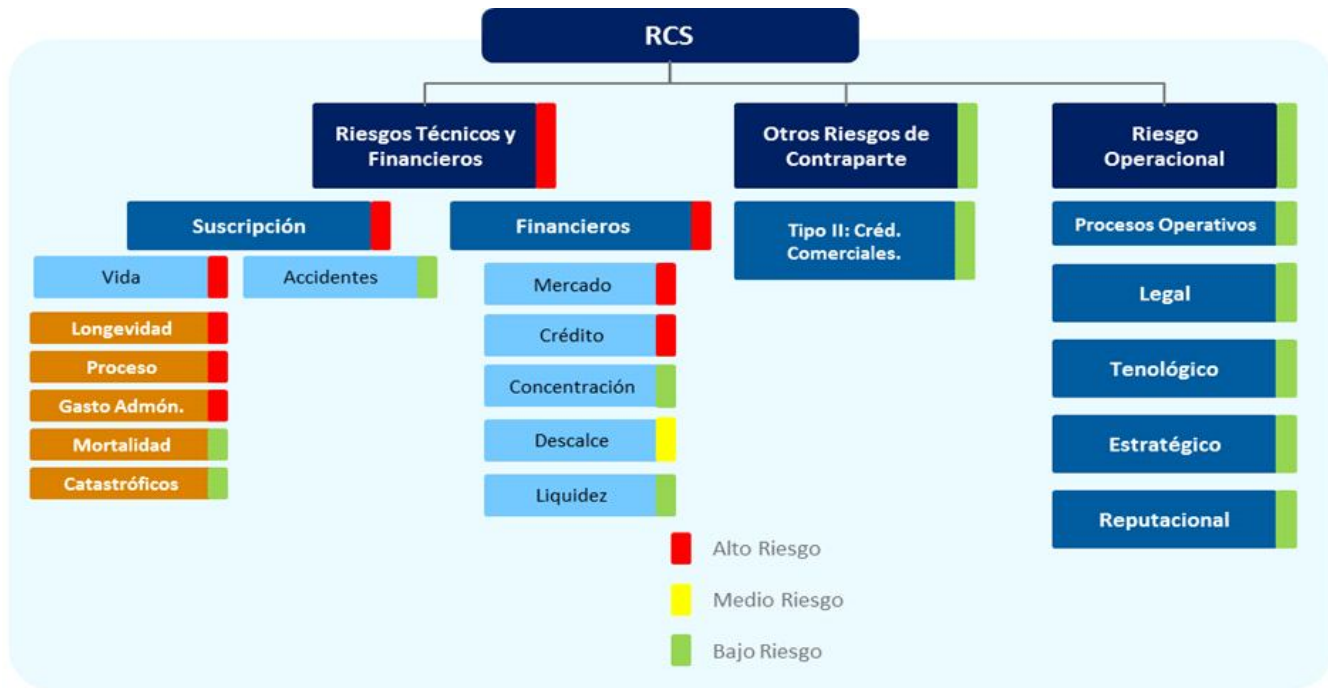 RCS
Riesgos Técnicos y
Financieros
Otros Riesgos de
Contraparte
Riesgo
Operacional
Suscripción
Financieros
Tipo II: Créd.
Comerciales.
Procesos Operativos
Vida
Accidentes
Mercado
Legal
Longevidad
Crédito
Proceso
Tenológico
Concentración
Gasto Admón.
Mortalidad
Descalce
Estratégico
Catastróficos
Liquidez
Reputacional
Alto Riesgo
Medio Riesgo
Bajo Riesgo